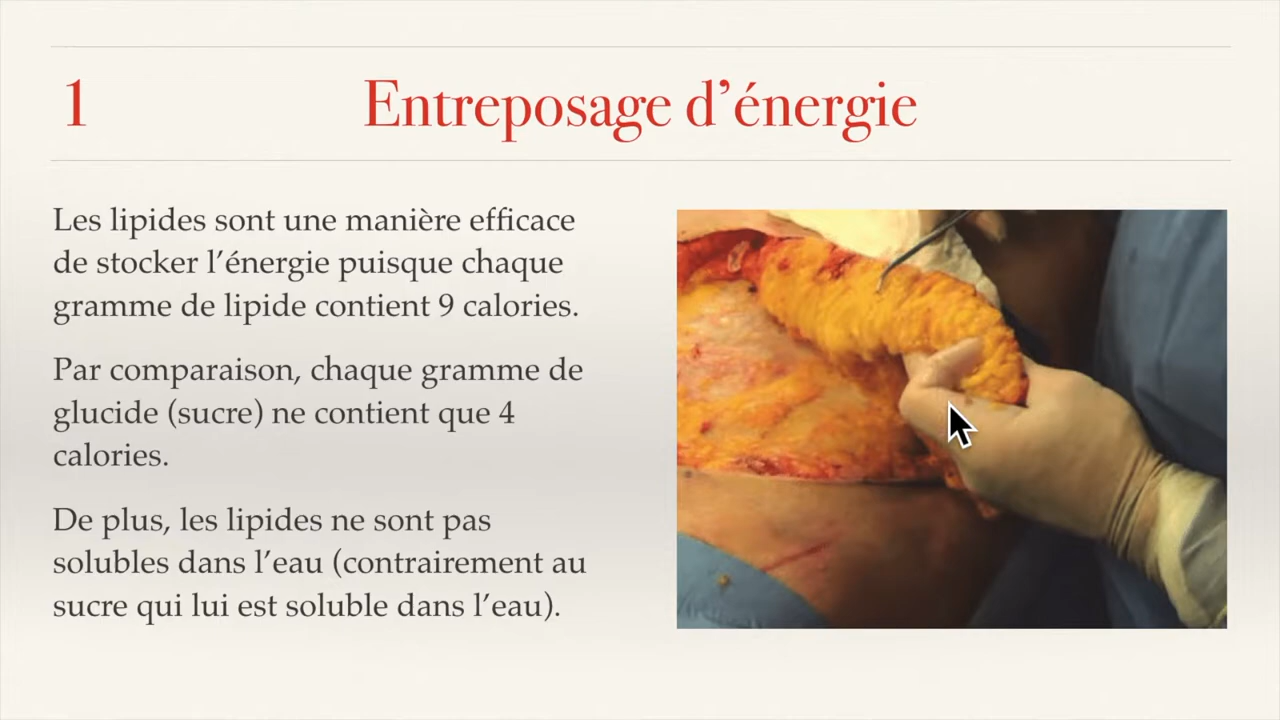 1 Entreposage d’énergie
Les lipides sont une manière efficace
de stocker l’énergie puisque chaque
gramme de lipide contient 9 calories.
Par comparaison, chaque gramme de
glucide (sucre) ne contient que 4
calories.
De plus, les lipides ne sont pas
solubles dans l’eau (contrairement au
sucre qui lui est soluble dans l’eau).